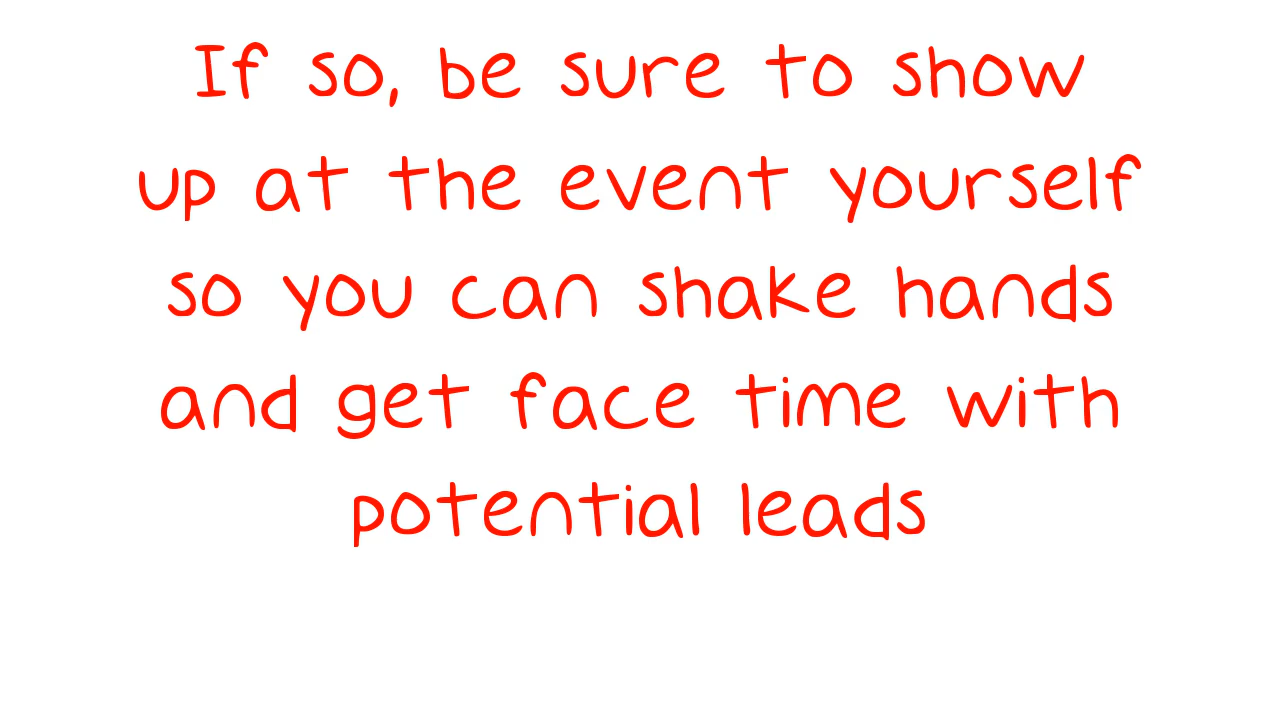 If so, be sure to show
up at the event yourself
so you can shake hands
and get face time with
potential leads